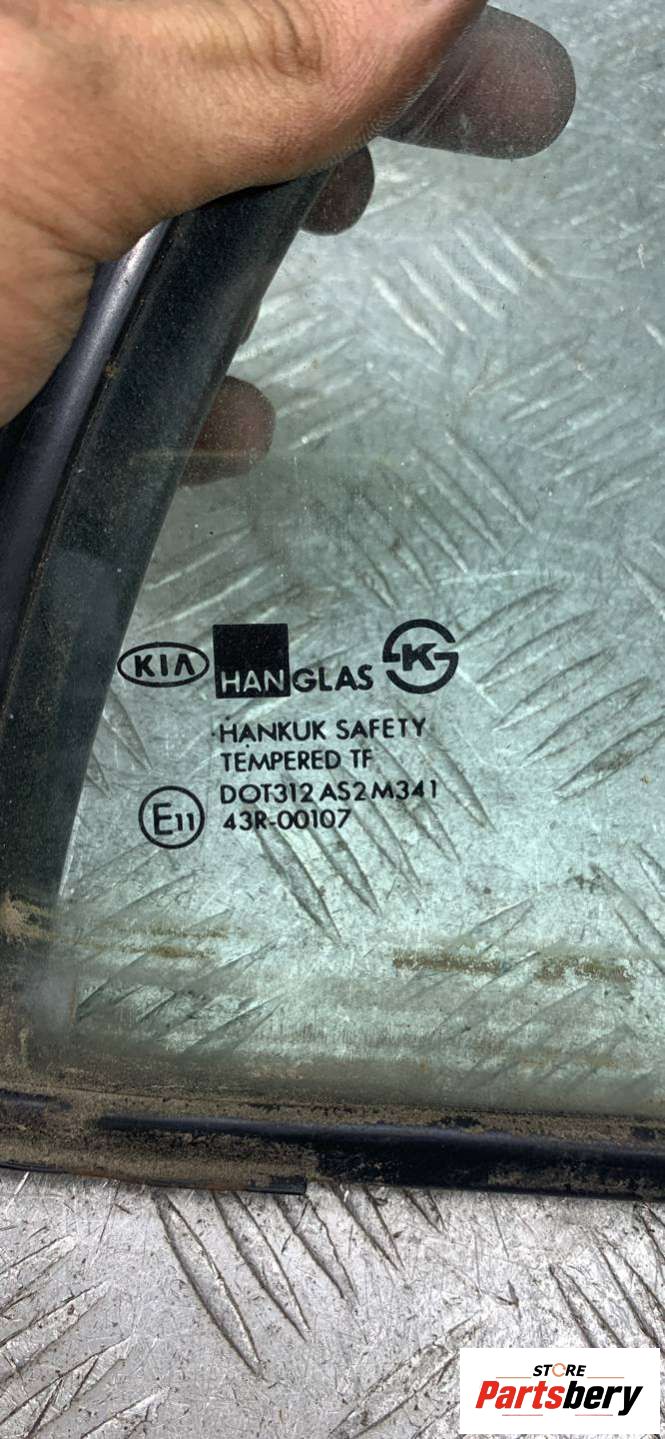 KIA HANGLAS K
HANKUK SAFETY
TEMPERED TF
DOT312 AS2 M341
E11 43R-00107
STORE
Partsbery